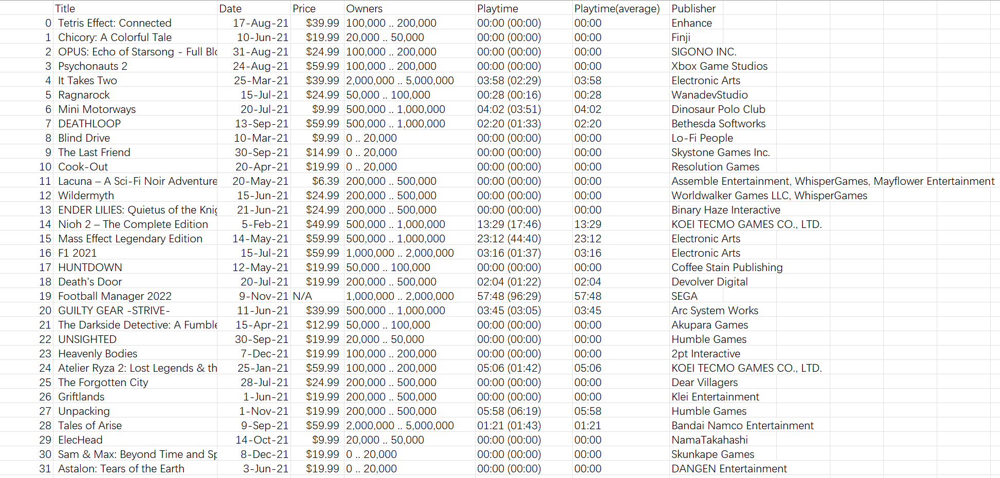 Title Date Price Owners Playtime Playtime(average) Publisher
0 Tetris Effect: Connected 17-Aug-21 $39.99 100,000 .. 200,000 00:00 (00:00) 00:00 Enhance
1 Chicory: A Colorful Tale 10-Jun-21 $19.99 20,000 .. 50,000 00:00 (00:00) 00:00 Finji
2 OPUS: Echo of Starsong - Full Blo 31-Aug-21 $24.99 100,000 .. 200,000 00:00 (00:00) 00:00 SIGONO INC.
3 Psychonauts 2 24-Aug-21 $59.99 100,000 .. 200,000 00:00 (00:00) 00:00 Xbox Game Studios
4 It Takes Two 25-Mar-21 $39.99 2,000,000 .. 5,000,000 03:58 (02:29) 03:58 Electronic Arts
5 Ragnarock 15-Jul-21 $24.99 50,000 .. 100,000 00:28 (00:16) 00:28 WanadevStudio
6 Mini Motorways 20-Jul-21 $9.99 500,000 .. 1,000,000 04:02 (03:51) 04:02 Dinosaur Polo Club
7 DEATHLOOP 13-Sep-21 $59.99 500,000 .. 1,000,000 02:20 (01:33) 02:20 Bethesda Softworks
8 Blind Drive 10-Mar-21 $9.99 0 .. 20,000 00:00 (00:00) 00:00 Lo-Fi People
9 The Last Friend 30-Sep-21 $14.99 0 .. 20,000 00:00 (00:00) 00:00 Skystone Games Inc.
10 Cook-Out 20-Apr-21 $19.99 0 .. 20,000 00:00 (00:00) 00:00 Resolution Games
11 Lacuna – A Sci-Fi Noir Adventure 20-May-21 $6.39 200,000 .. 500,000 00:00 (00:00) 00:00 Assemble Entertainment, WhisperGames, Mayflower Entertainment
12 Wildermyth 15-Jun-21 $24.99 200,000 .. 500,000 00:00 (00:00) 00:00 Worldwalker Games LLC, WhisperGames
13 ENDER LILIES: Quietus of the Knig 21-Jun-21 $24.99 200,000 .. 500,000 00:00 (00:00) 00:00 Binary Haze Interactive
14 Nioh 2 – The Complete Edition 5-Feb-21 $49.99 500,000 .. 1,000,000 13:29 (17:46) 13:29 KOEI TECMO GAMES CO., LTD.
15 Mass Effect Legendary Edition 14-May-21 $59.99 500,000 .. 1,000,000 23:12 (44:40) 23:12 Electronic Arts
16 F1 2021 15-Jul-21 $59.99 1,000,000 .. 2,000,000 03:16 (01:37) 03:16 Electronic Arts
17 HUNTDOWN 12-May-21 $19.99 50,000 .. 100,000 00:00 (00:00) 00:00 Coffee Stain Publishing
18 Death's Door 20-Jul-21 $19.99 200,000 .. 500,000 02:04 (01:22) 02:04 Devolver Digital
19 Football Manager 2022 9-Nov-21 N/A 1,000,000 .. 2,000,000 57:48 (96:29) 57:48 SEGA
20 GUILTY GEAR -STRIVE- 11-Jun-21 $39.99 500,000 .. 1,000,000 03:45 (03:05) 03:45 Arc System Works
21 The Darkside Detective: A Fumble 15-Apr-21 $12.99 50,000 .. 100,000 00:00 (00:00) 00:00 Akupara Games
22 UNSIGHTED 30-Sep-21 $19.99 20,000 .. 50,000 00:00 (00:00) 00:00 Humble Games
23 Heavenly Bodies 7-Dec-21 $19.99 100,000 .. 200,000 00:00 (00:00) 00:00 2pt Interactive
24 Atelier Ryza 2: Lost Legends & th 25-Jan-21 $59.99 100,000 .. 200,000 05:06 (01:42) 05:06 KOEI TECMO GAMES CO., LTD.
25 The Forgotten City 28-Jul-21 $24.99 200,000 .. 500,000 00:00 (00:00) 00:00 Dear Villagers
26 Griftlands 1-Jun-21 $19.99 200,000 .. 500,000 00:00 (00:00) 00:00 Klei Entertainment
27 Unpacking 1-Nov-21 $19.99 200,000 .. 500,000 05:58 (06:19) 05:58 Humble Games
28 Tales of Arise 9-Sep-21 $59.99 2,000,000 .. 5,000,000 01:21 (01:43) 01:21 Bandai Namco Entertainment
29 ElecHead 14-Oct-21 $9.99 20,000 .. 50,000 00:00 (00:00) 00:00 NamaTakahashi
30 Sam & Max: Beyond Time and Sp 8-Dec-21 $19.99 0 .. 20,000 00:00 (00:00) 00:00 Skunkape Games
31 Astalon: Tears of the Earth 3-Jun-21 $19.99 0 .. 20,000 00:00 (00:00) 00:00 DANGEN Entertainment